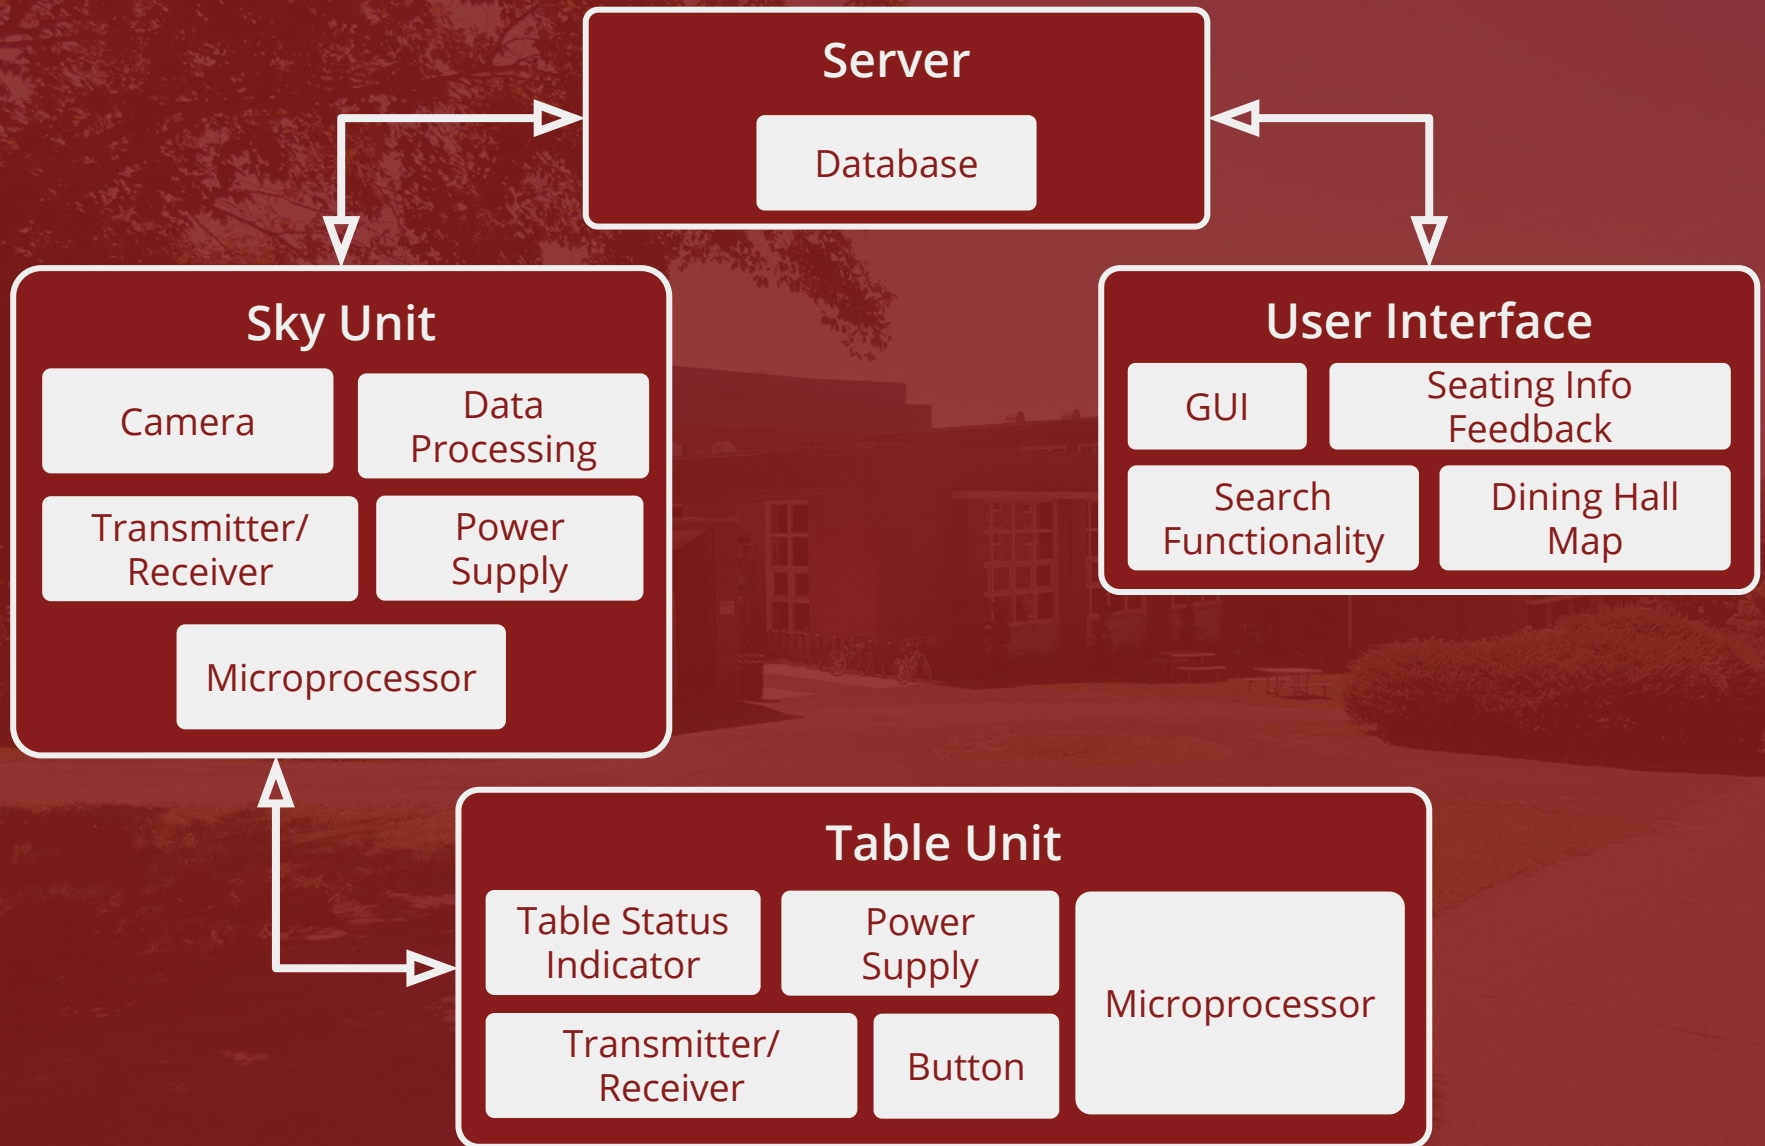 Server
Database
Sky Unit
Camera
Data
Processing
Transmitter/
Receiver
Power
Supply
Microprocessor
User Interface
GUI
Seating Info
Feedback
Search
Functionality
Dining Hall
Map
Table Unit
Table Status
Indicator
Power
Supply
Microprocessor
Transmitter/
Receiver
Button